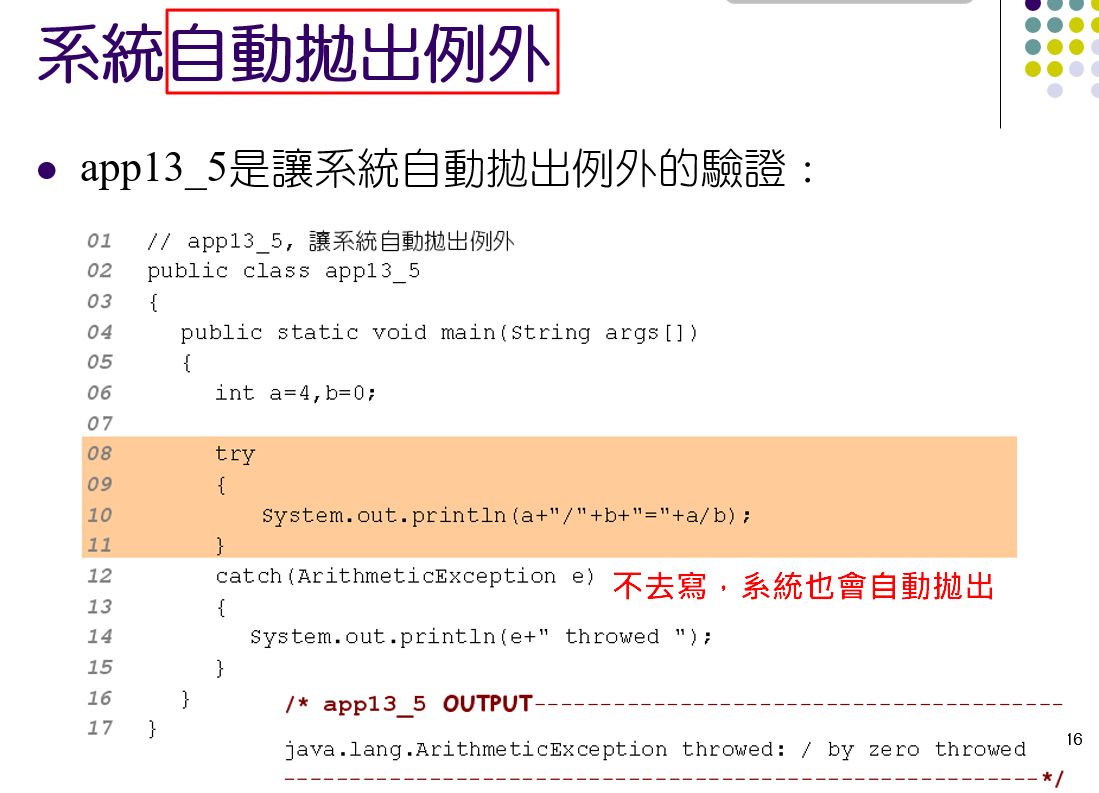 系統自動拋出例外
app13_5是讓系統自動拋出例外的驗證：
01 // app13_5, 讓系統自動拋出例外
02 public class app13_5
03 {
04 public static void main(String args[])
05 {
06 int a=4,b=0;
07
08 try
09 {
10 System.out.println(a+"/"+b+"="+a/b);
11 }
12 catch(ArithmeticException e) 不去寫，系統也會自動拋出
13 {
14 System.out.println(e+" throwed ");
15 }
16 }
17 }
/* app13_5 OUTPUT----------------------------------------
java.lang.ArithmeticException throwed: / by zero throwed
---------------------------------------------------------*/
16